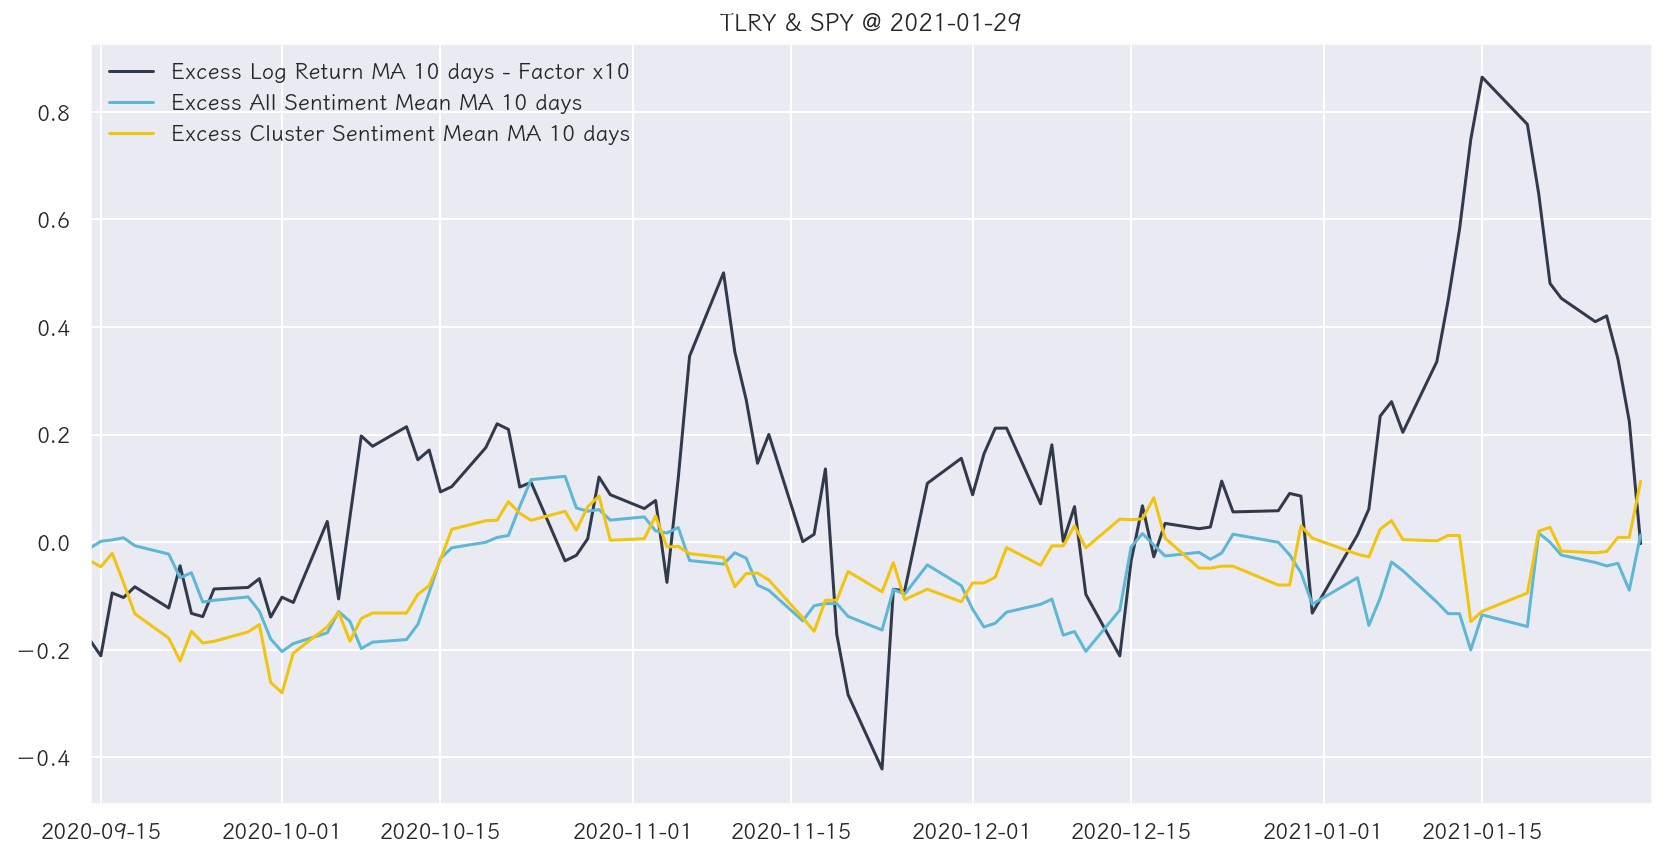 TLRY & SPY @ 2021-01-29
Excess Log Return MA 10 days - Factor x10
Excess All Sentiment Mean MA 10 days
Excess Cluster Sentiment Mean MA 10 days
0.8
0.6
0.4
0.2
0.0
−0.2
−0.4
2020-09-15 2020-10-01 2020-10-15 2020-11-01 2020-11-15 2020-12-01 2020-12-15 2021-01-01 2021-01-15